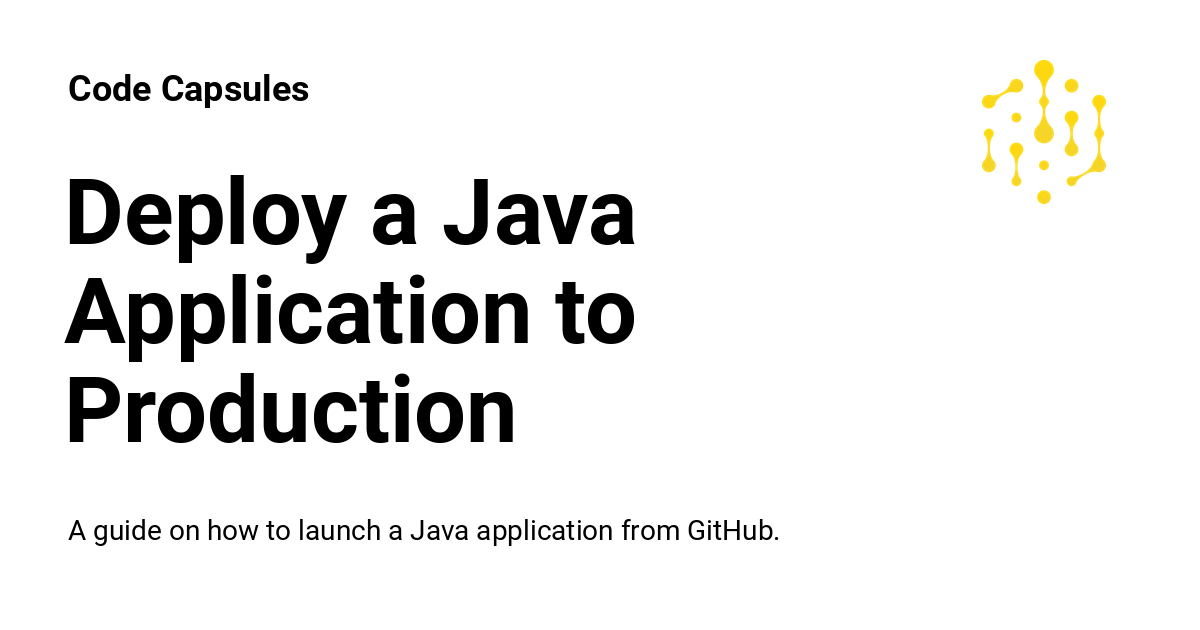 Code Capsules
Deploy a Java
Application to
Production
A guide on how to launch a Java application from GitHub.